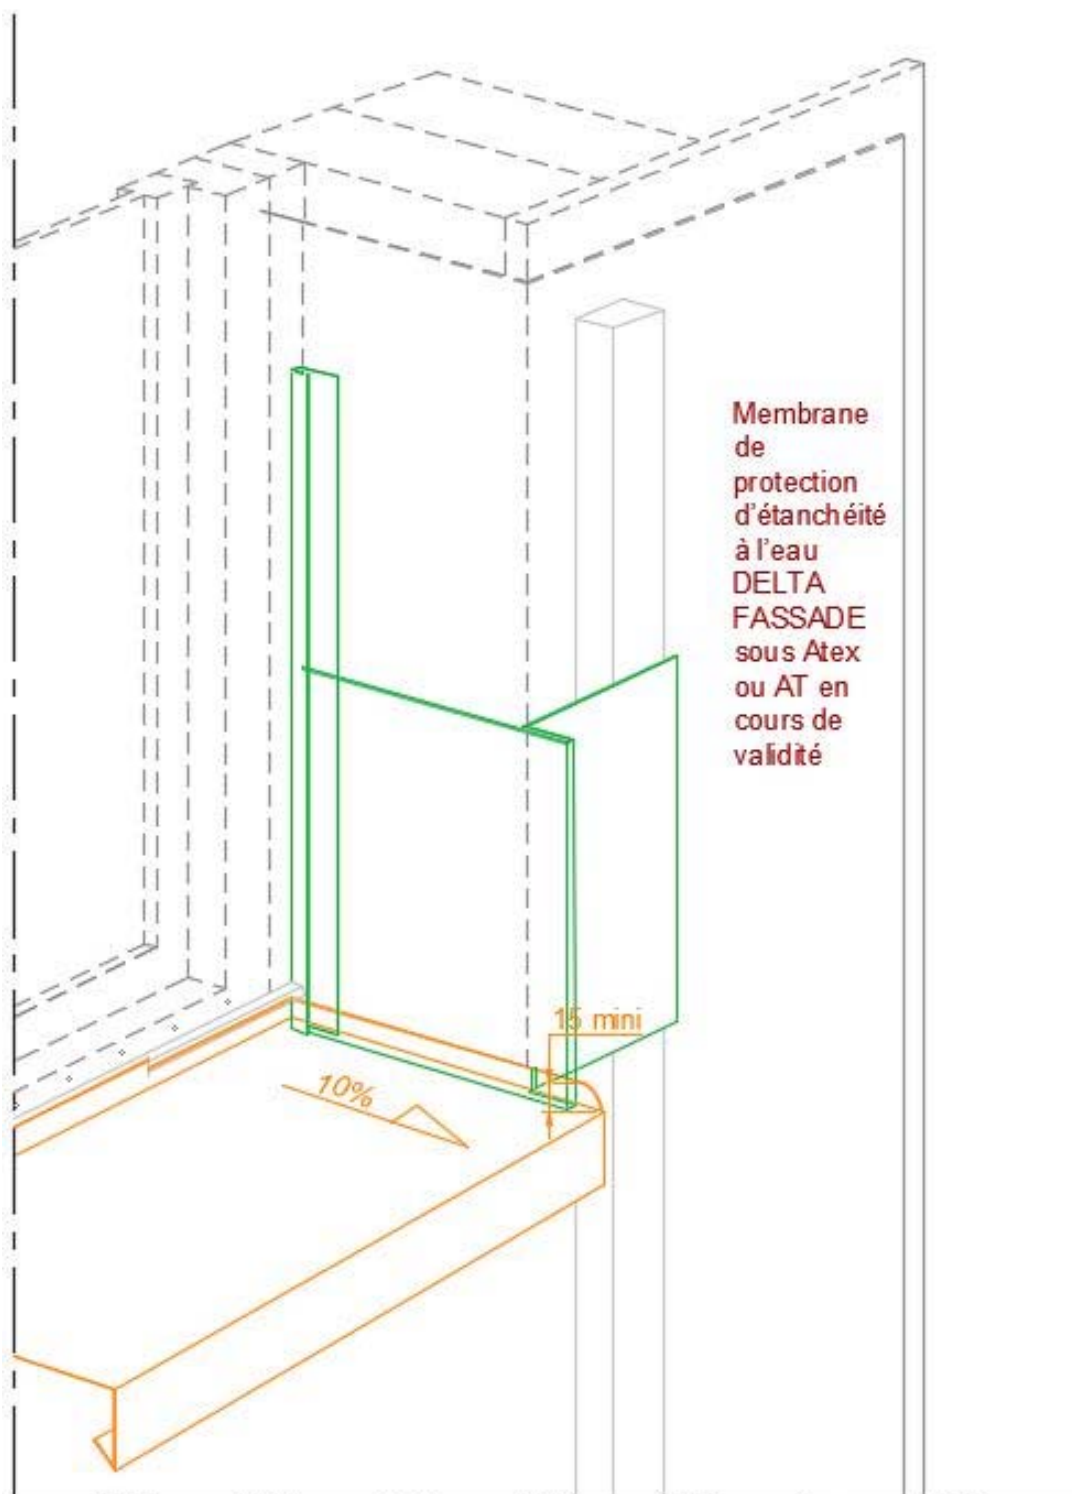 Membrane
de
protection
d'étanchéité
à l'eau
DELTA
FASSADE
sous Atex
ou AT en
cours de
validité
15 mini
10%